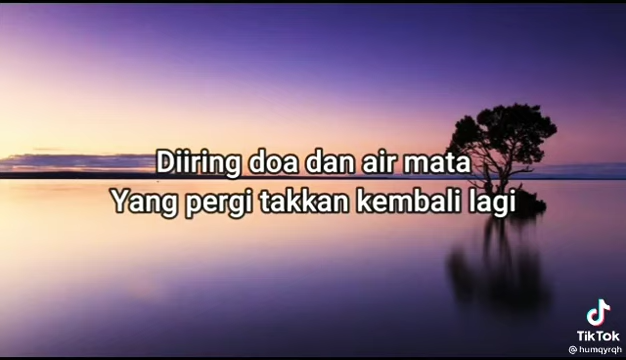 Diiring doa dan air mata
Yang pergi takkan kembali lagi
TikTok
@humqyrqh